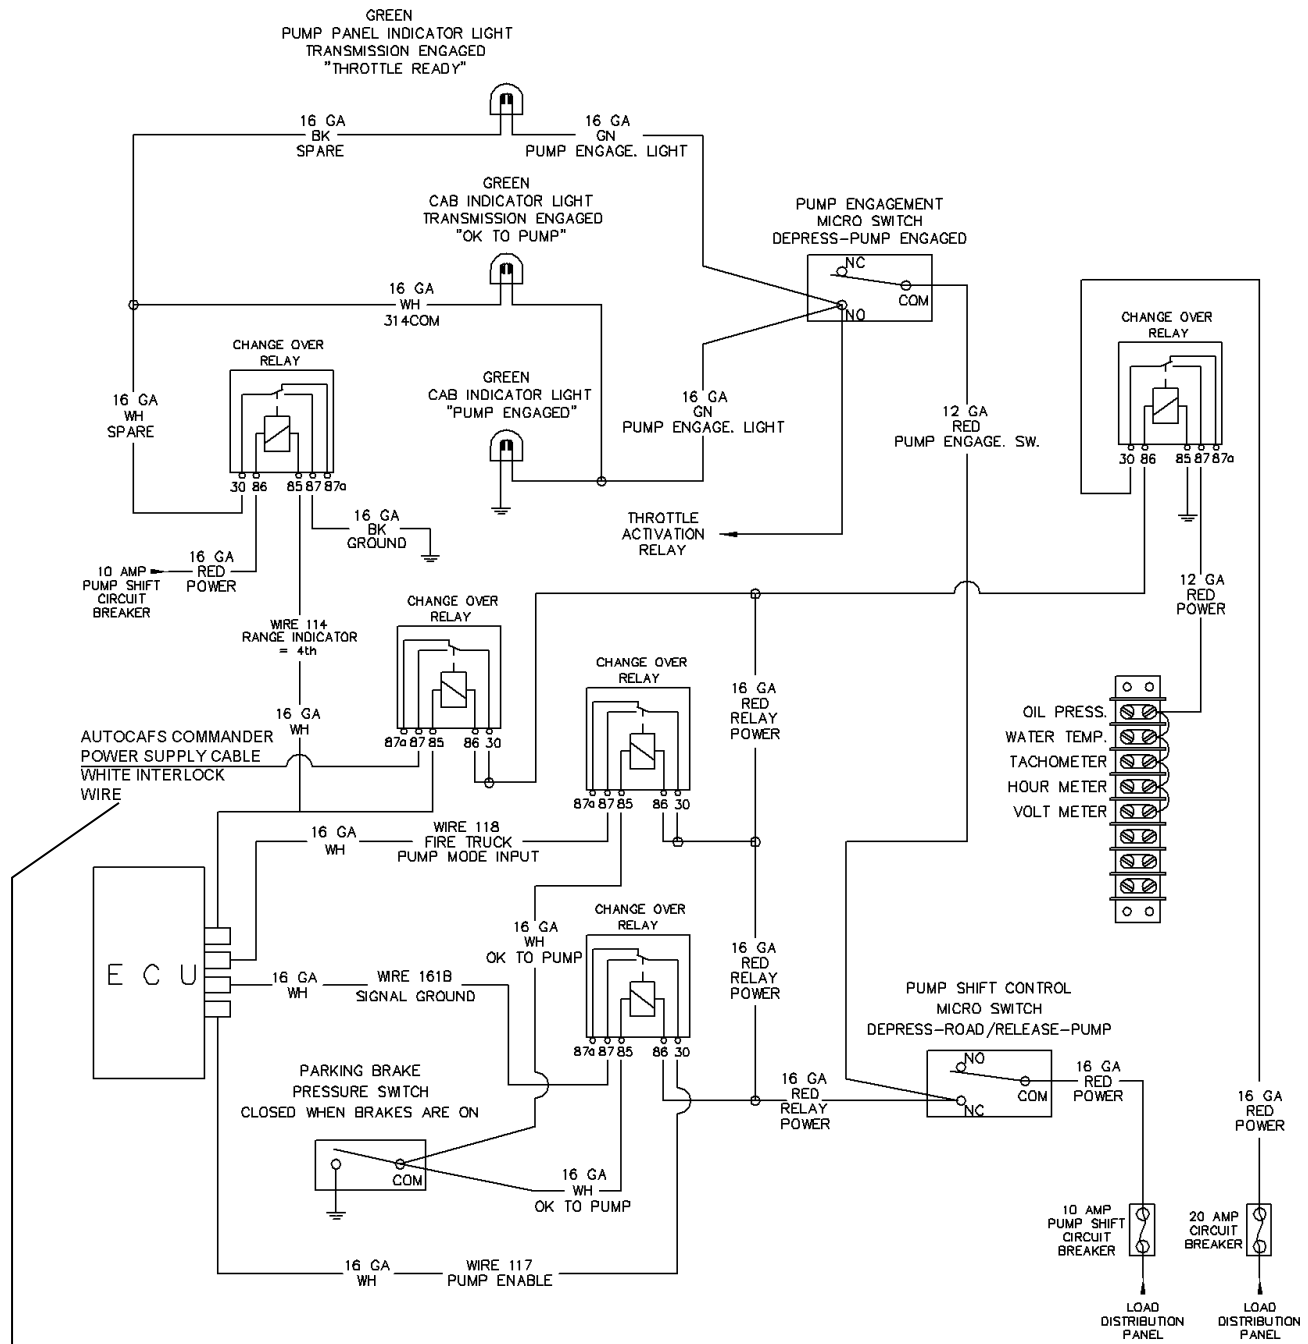 GREEN
PUMP PANEL INDICATOR LIGHT
TRANSMISSION ENGAGED
"THROTTLE READY"
16 GA
BK
SPARE
16 GA
GN
PUMP ENGAGE. LIGHT
GREEN
CAB INDICATOR LIGHT
TRANSMISSION ENGAGED
"OK TO PUMP"
PUMP ENGAGEMENT
MICRO SWITCH
DEPRESS-PUMP ENGAGED
NC
COM
NO
16 GA
WH
314COM
CHANGE OVER
RELAY
30 86 85 87 87a
16 GA
WH
SPARE
GREEN
CAB INDICATOR LIGHT
"PUMP ENGAGED"
16 GA
GN
PUMP ENGAGE. LIGHT
12 GA
RED
PUMP ENGAGE. SW.
CHANGE OVER
RELAY
30 86 85 87 87a
16 GA
BK
GROUND
THROTTLE
ACTIVATION
RELAY
10 AMP
PUMP SHIFT
CIRCUIT
BREAKER
16 GA
RED
POWER
12 GA
RED
POWER
WIRE 114
RANGE INDICATOR
= 4th
CHANGE OVER
RELAY
87a 87 85 86 30
CHANGE OVER
RELAY
87a 87 85 86 30
16 GA
RED
RELAY
POWER
16 GA
WH
AUTOCAFS COMMANDER
POWER SUPPLY CABLE
WHITE INTERLOCK
WIRE
OIL PRESS.
WATER TEMP.
TACHOMETER
HOUR METER
VOLT METER
16 GA
WH
WIRE 118
FIRE TRUCK
PUMP MODE INPUT
ECU
16 GA
WH
OK TO PUMP
CHANGE OVER
RELAY
87a 87 85 86 30
16 GA
RED
RELAY
POWER
16 GA
WH
WIRE 161B
SIGNAL GROUND
PUMP SHIFT CONTROL
MICRO SWITCH
DEPRESS-ROAD/RELEASE-PUMP
NO
COM
NC
PARKING BRAKE
PRESSURE SWITCH
CLOSED WHEN BRAKES ARE ON
COM
16 GA
RED
RELAY
POWER
16 GA
RED
POWER
16 GA
RED
POWER
16 GA
WH
OK TO PUMP
10 AMP
PUMP SHIFT
CIRCUIT
BREAKER
20 AMP
CIRCUIT
BREAKER
16 GA
WH
WIRE 117
PUMP ENABLE
LOAD
DISTRIBUTION
PANEL
LOAD
DISTRIBUTION
PANEL